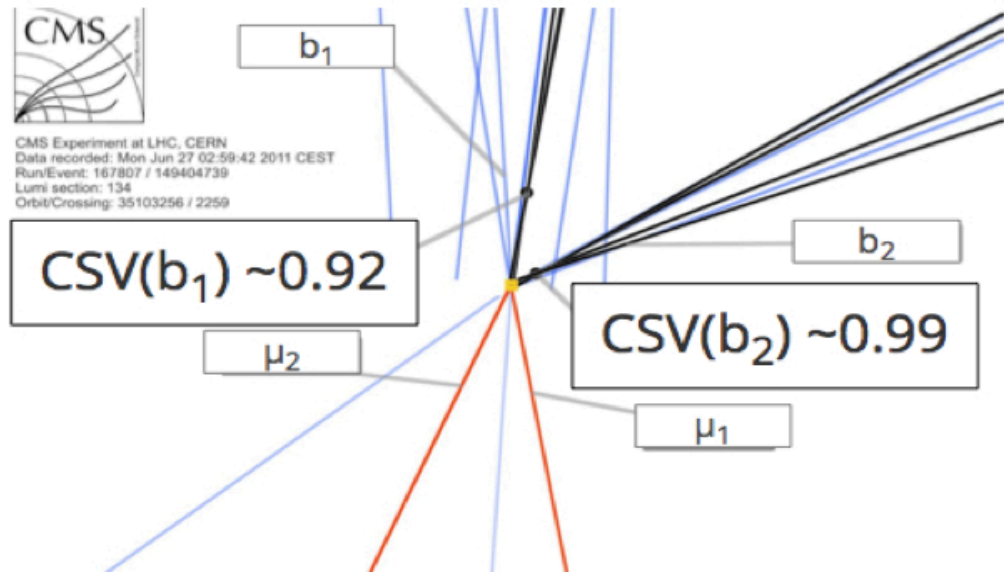 CMS
b₁
CMS Experiment at LHC, CERN
Data recorded: Mon Jun 27 02:59:42 2011 CEST
Run/Event: 167807 / 149404739
Lumi section: 134
Orbit/Crossing: 35103256 / 2259
CSV(b₁) ~0.92
b₂
CSV(b₂) ~0.99
μ₂
μ₁